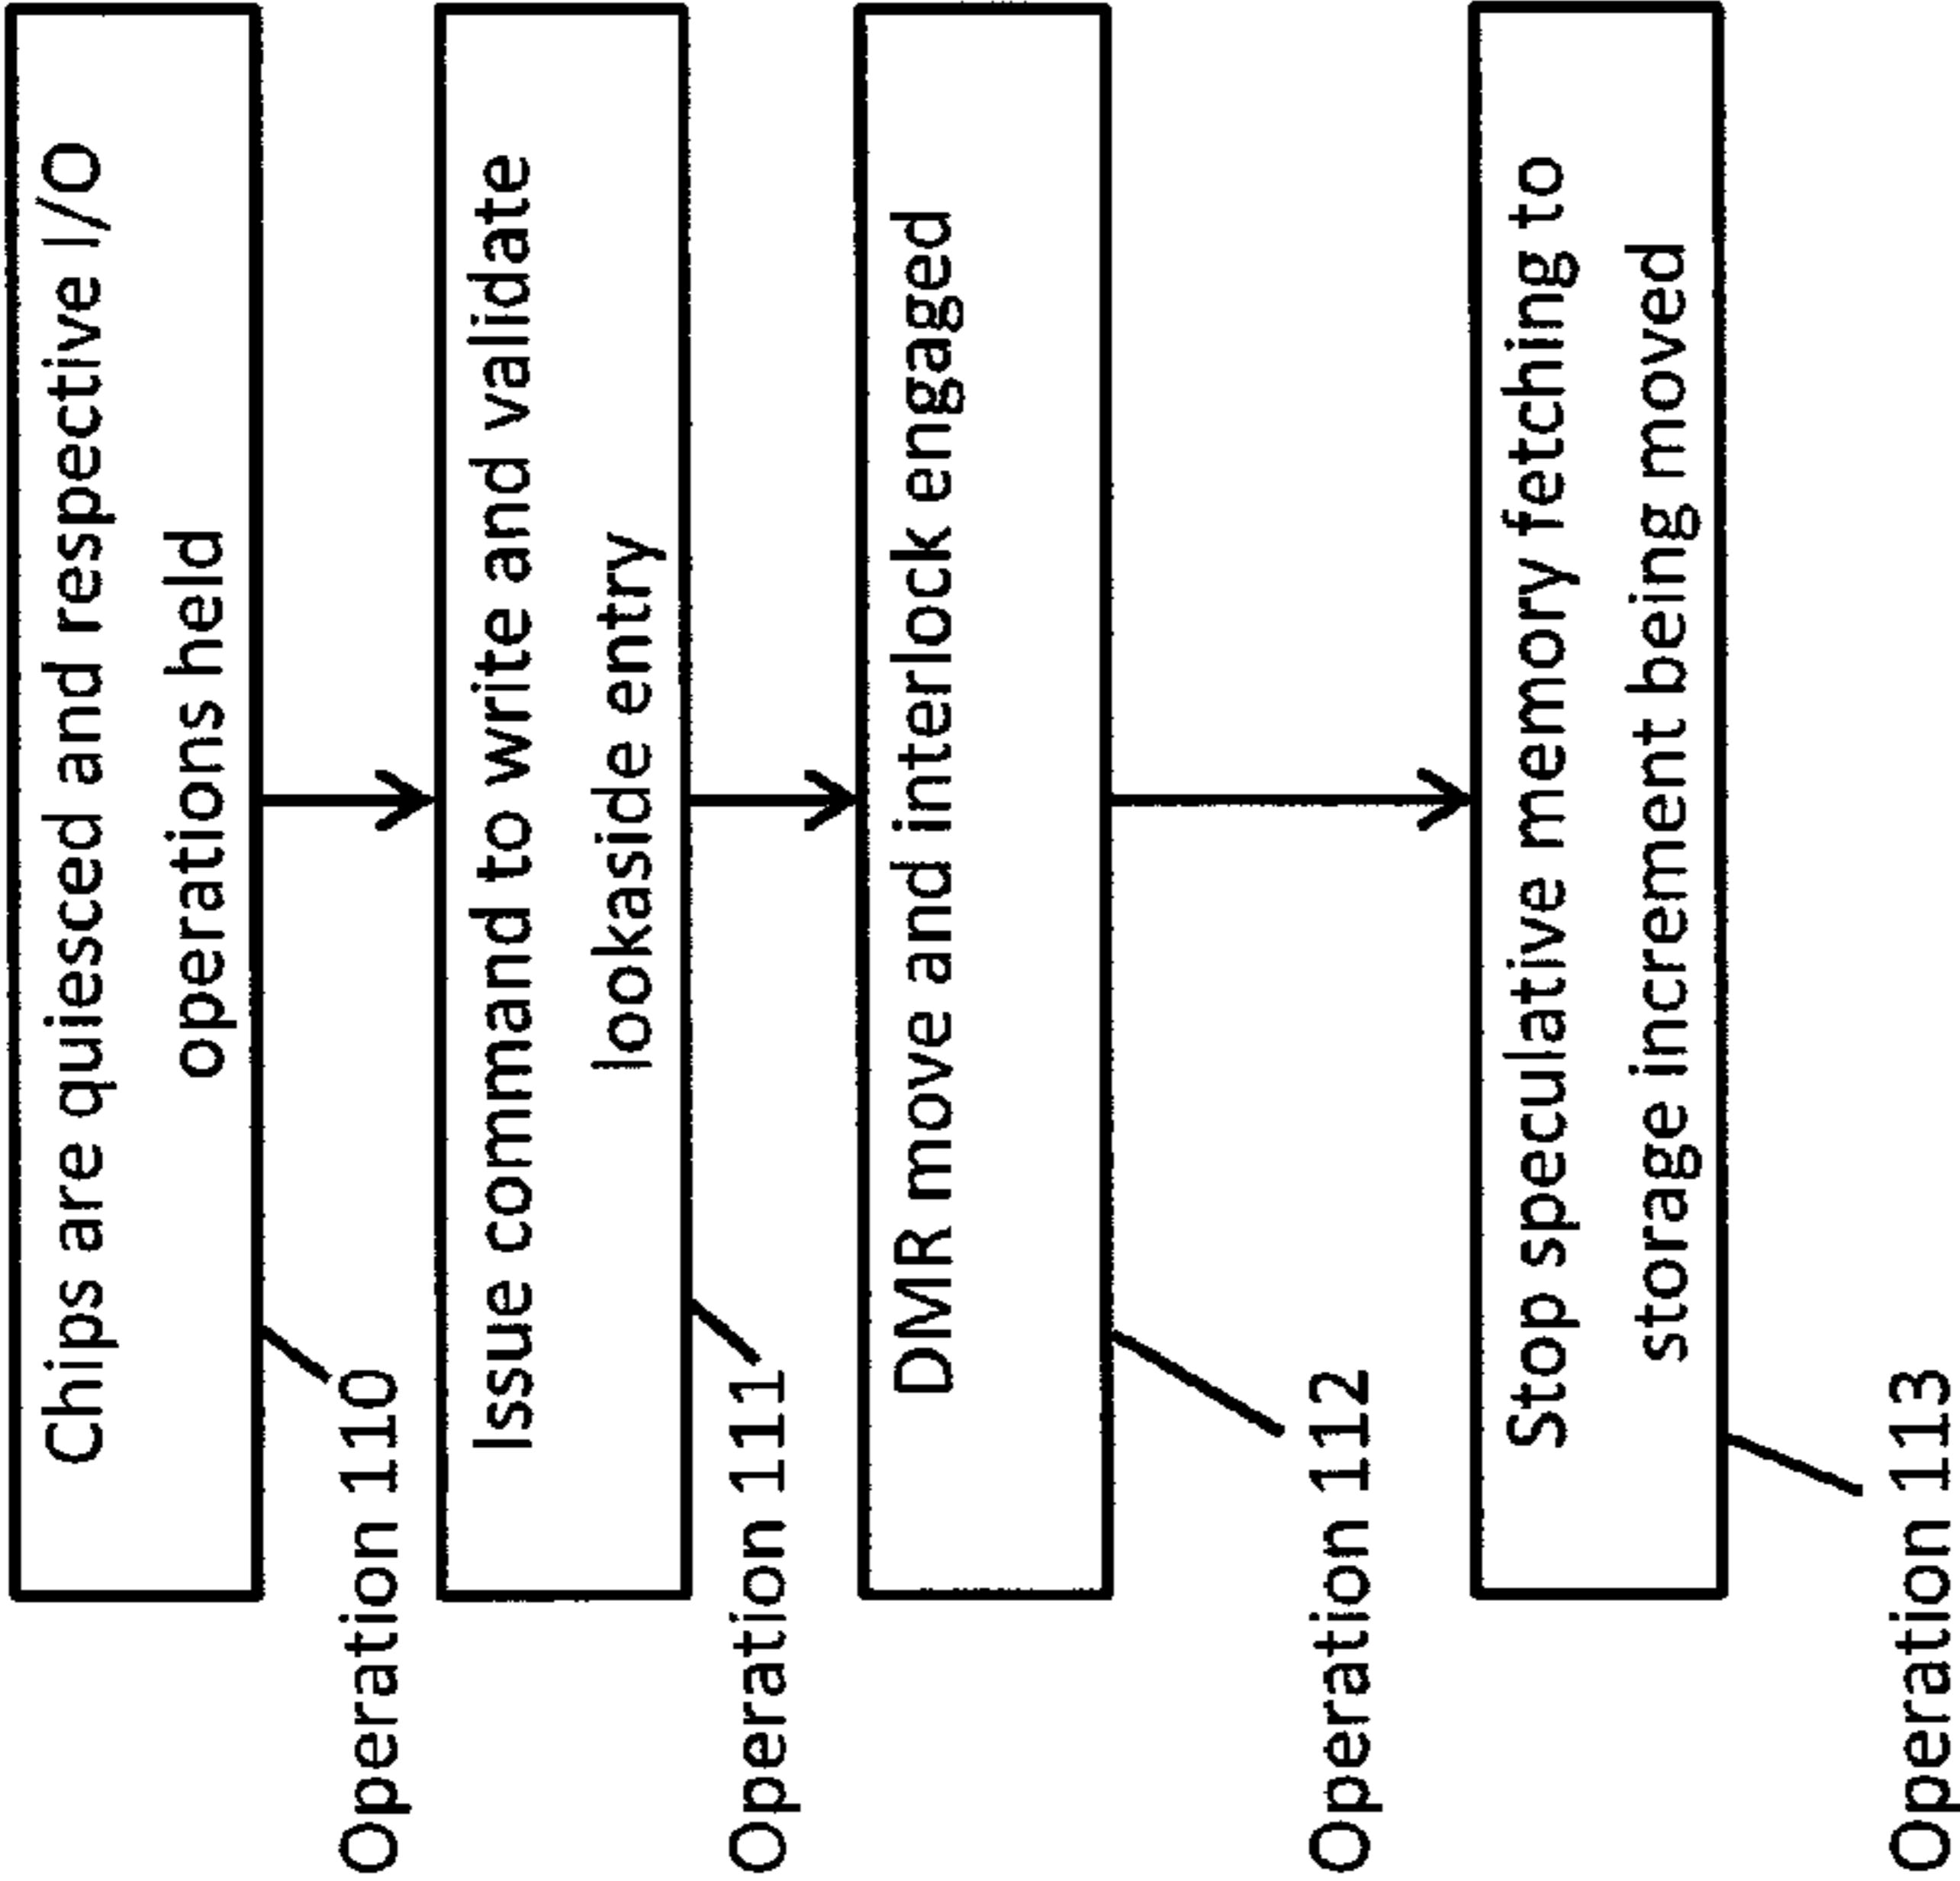 Chips are quiesced and respective I/O
operations held
Operation 110
Issue command to write and validate
lookaside entry
Operation 111
DMR move and interlock engaged
Operation 112
Stop speculative memory fetching to
storage increment being moved
Operation 113